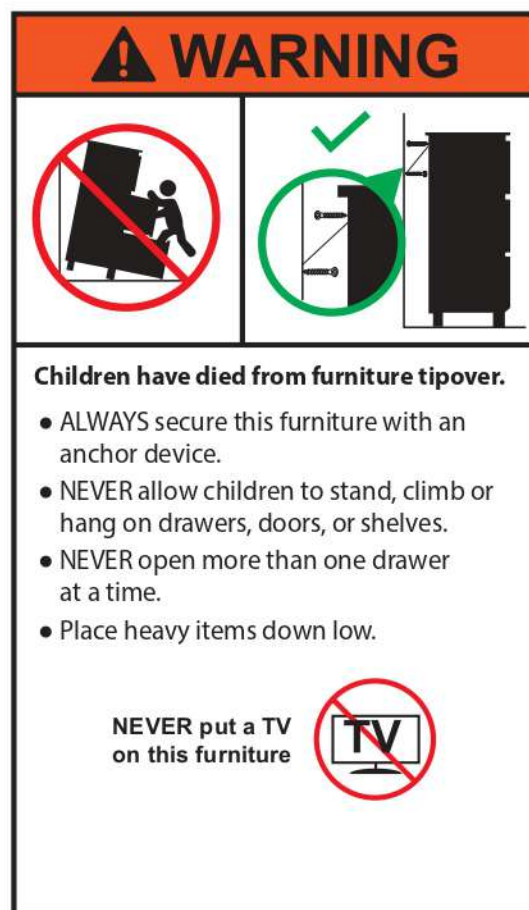 WARNING
Children have died from furniture tipover.
● ALWAYS secure this furniture with an
anchor device.
● NEVER allow children to stand, climb or
hang on drawers, doors, or shelves.
● NEVER open more than one drawer
at a time.
● Place heavy items down low.
NEVER put a TV
on this furniture
TV